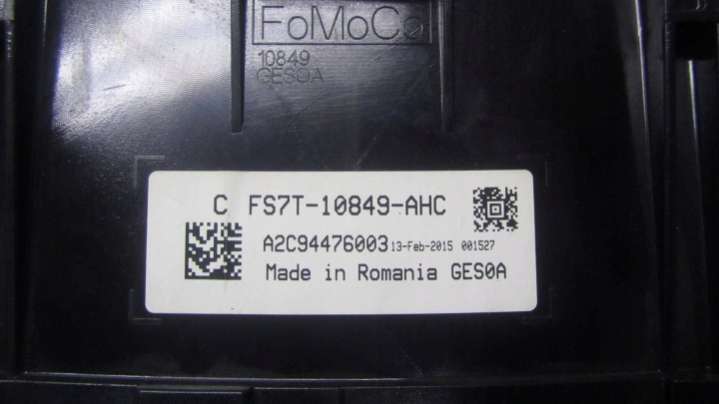 FoMoCo
10849
GES0A
C FS7T-10849-AHC
A2C94476003 13-Feb-2015 001527
Made in Romania GES0A